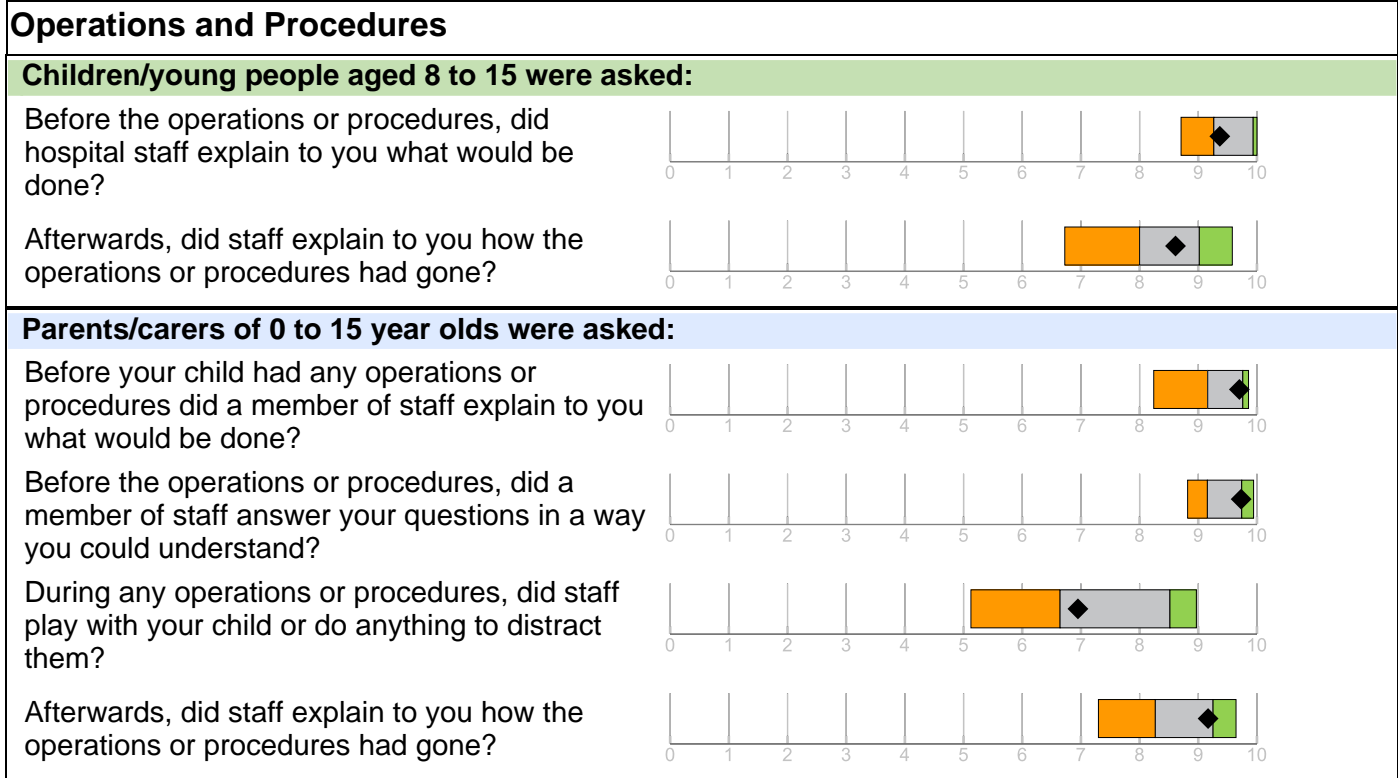 Operations and Procedures
Children/young people aged 8 to 15 were asked:
Before the operations or procedures, did
hospital staff explain to you what would be
done?
0 1 2 3 4 5 6 7 8 9 10
Afterwards, did staff explain to you how the
operations or procedures had gone?
0 1 2 3 4 5 6 7 8 9 10
Parents/carers of 0 to 15 year olds were asked:
Before your child had any operations or
procedures did a member of staff explain to you
what would be done?
0 1 2 3 4 5 6 7 8 9 10
Before the operations or procedures, did a
member of staff answer your questions in a way
you could understand?
0 1 2 3 4 5 6 7 8 9 10
During any operations or procedures, did staff
play with your child or do anything to distract
them?
0 1 2 3 4 5 6 7 8 9 10
Afterwards, did staff explain to you how the
operations or procedures had gone?
0 1 2 3 4 5 6 7 8 9 10